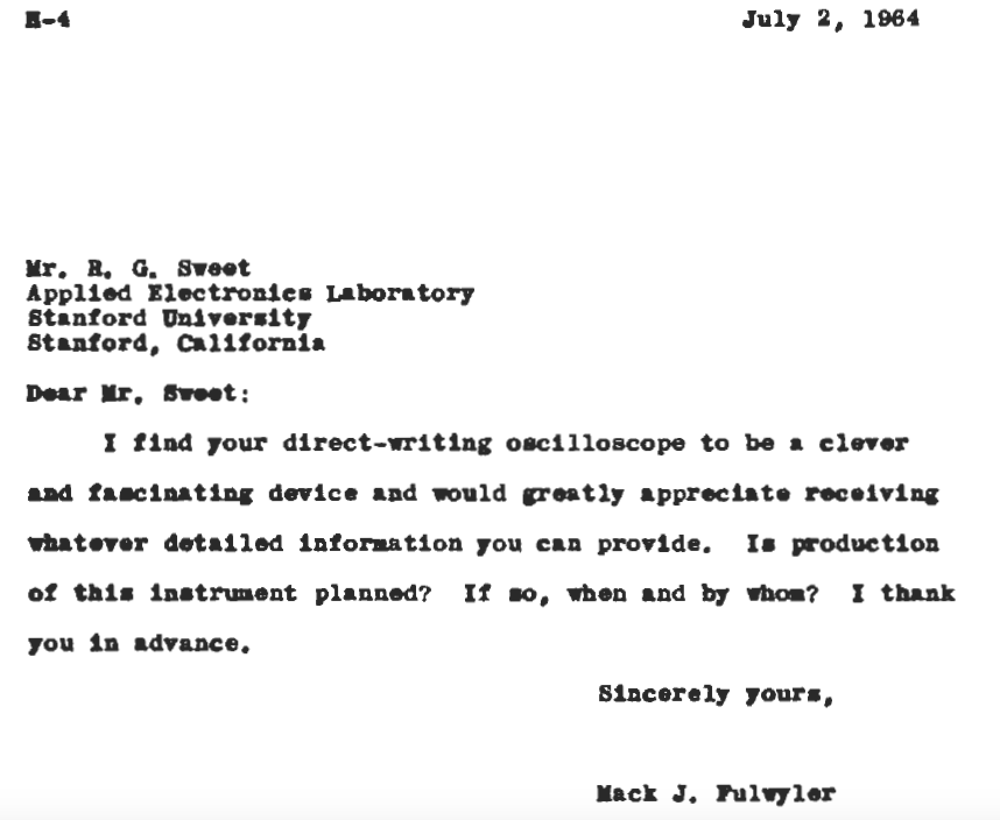 H-4 July 2, 1964
Mr. R. G. Sweet
Applied Electronics Laboratory
Stanford University
Stanford, California
Dear Mr. Sweet:
I find your direct-writing oscilloscope to be a clever
and fascinating device and would greatly appreciate receiving
whatever detailed information you can provide. Is production
of this instrument planned? If so, when and by whom? I thank
you in advance.
Sincerely yours,
Mack J. Fulwyler